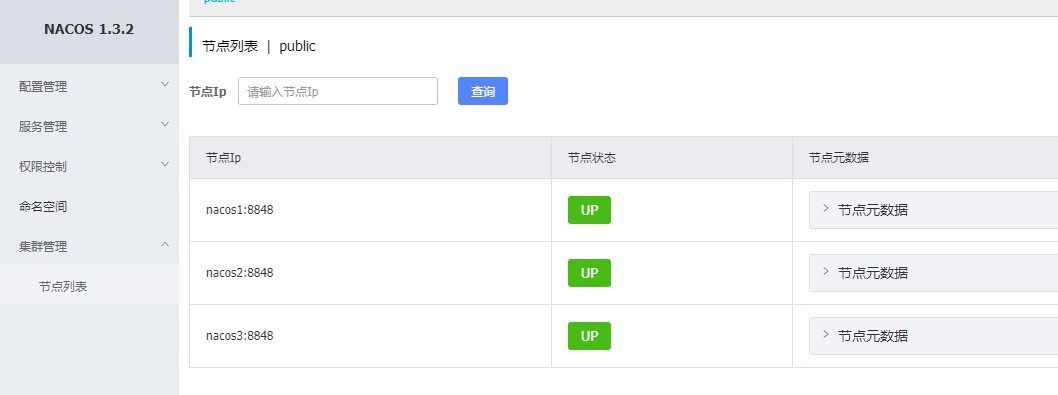 public
NACOS 1.3.2
节点列表 | public
配置管理
节点Ip 请输入节点Ip 查询
服务管理
节点Ip 节点状态 节点元数据
权限控制
命名空间
nacos1:8848 UP 节点元数据
集群管理
nacos2:8848 UP 节点元数据
节点列表
nacos3:8848 UP 节点元数据